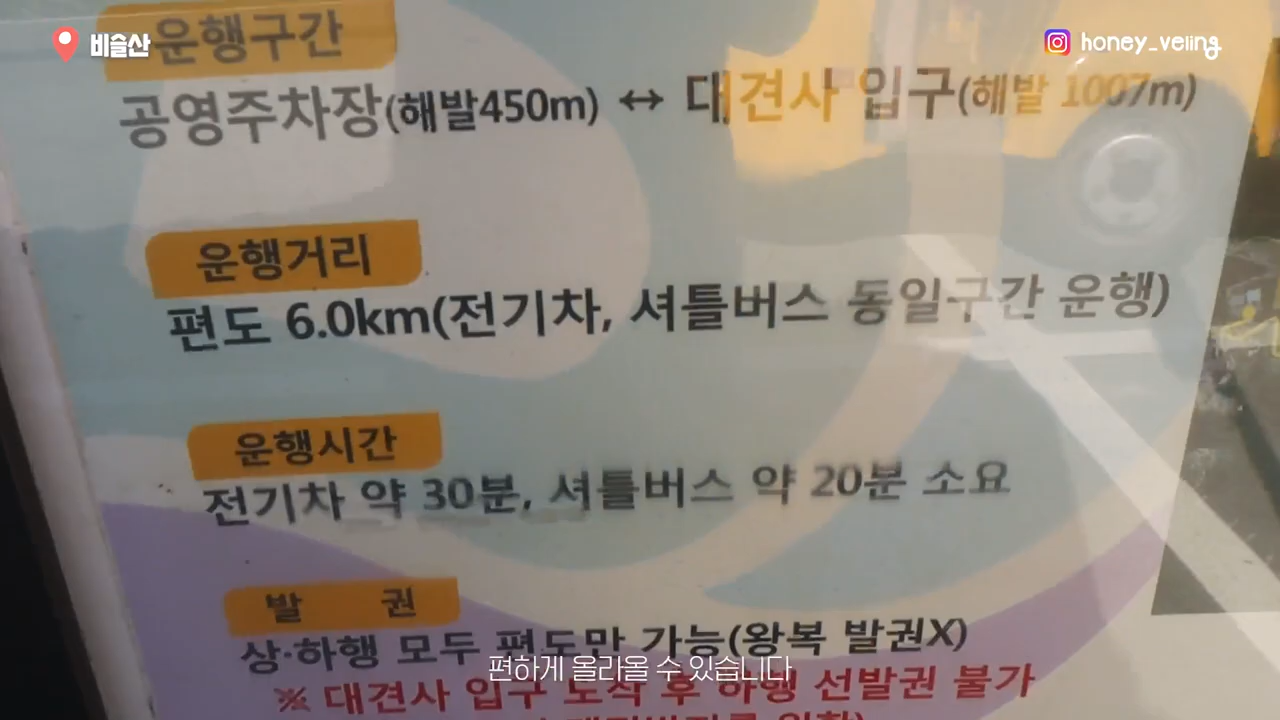 비슬산
honey_veling
운행구간
공영주차장(해발450m) ↔ 대견사 입구(해발 1007m)
운행거리
편도 6.0km(전기차, 셔틀버스 동일구간 운행)
운행시간
전기차 약 30분, 셔틀버스 약 20분 소요
발 권
상·하행 모두 편도만 가능(왕복 발권X)
편하게 올라올 수 있습니다
※ 대견사 입구 도착 후 하행 선발권 불가